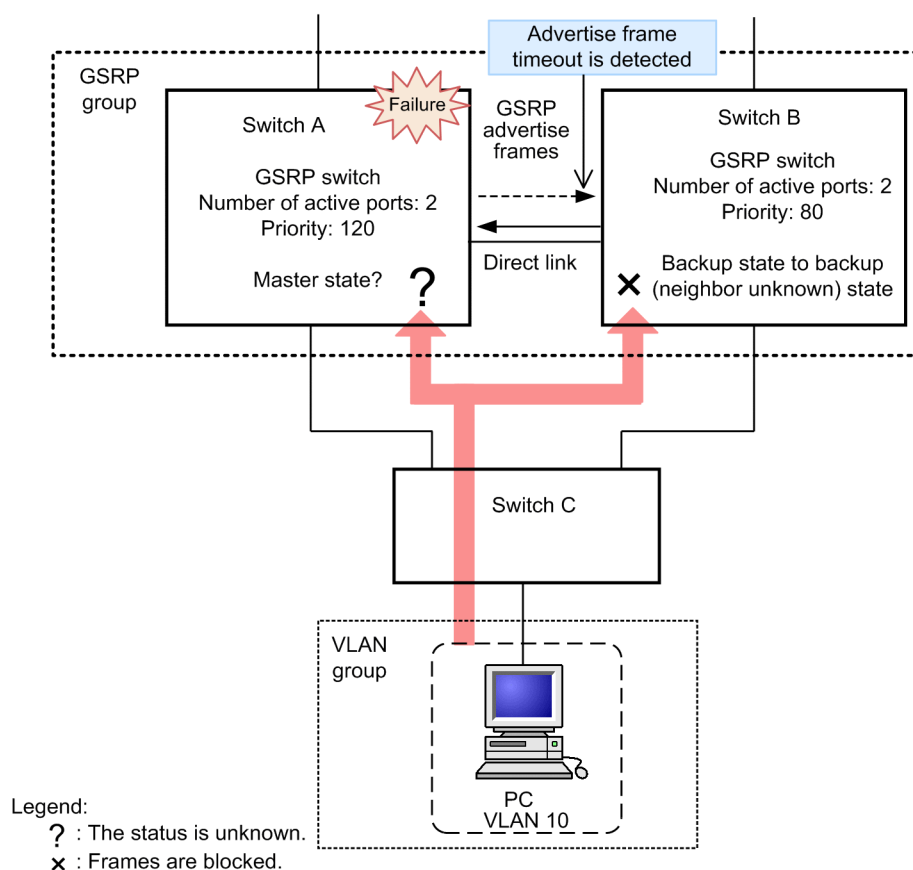 Advertise frame
timeout is detected
GSRP
group
Failure
Switch A
GSRP switch
Number of active ports: 2
Priority: 120
Master state?
?
GSRP
advertise
frames
Direct link
Switch B
GSRP switch
Number of active ports: 2
Priority: 80
Backup state to backup
(neighbor unknown) state
×
Switch C
VLAN
group
PC
VLAN 10
Legend:
? : The status is unknown.
× : Frames are blocked.